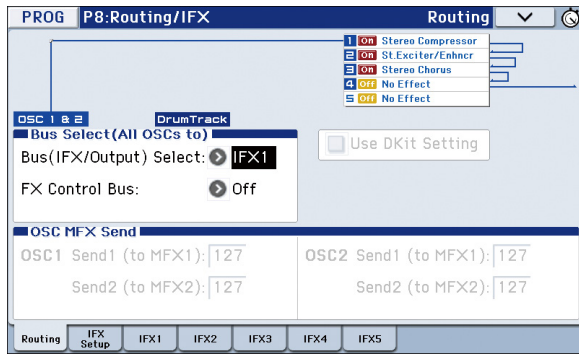 PROG P8:Routing/IFX Routing
1 On Stereo Compressor
2 On St.Exciter/Enhncr
3 On Stereo Chorus
4 Off No Effect
5 Off No Effect
OSC 1 & 2 DrumTrack
Bus Select(All OSCs to)
Bus(IFX/Output) Select: IFX1
Use DKit Setting
FX Control Bus: Off
OSC MFX Send
OSC1 Send1 (to MFX1): 127 OSC2 Send1 (to MFX1): 127
Send2 (to MFX2): 127 Send2 (to MFX2): 127
Routing IFX Setup IFX1 IFX2 IFX3 IFX4 IFX5